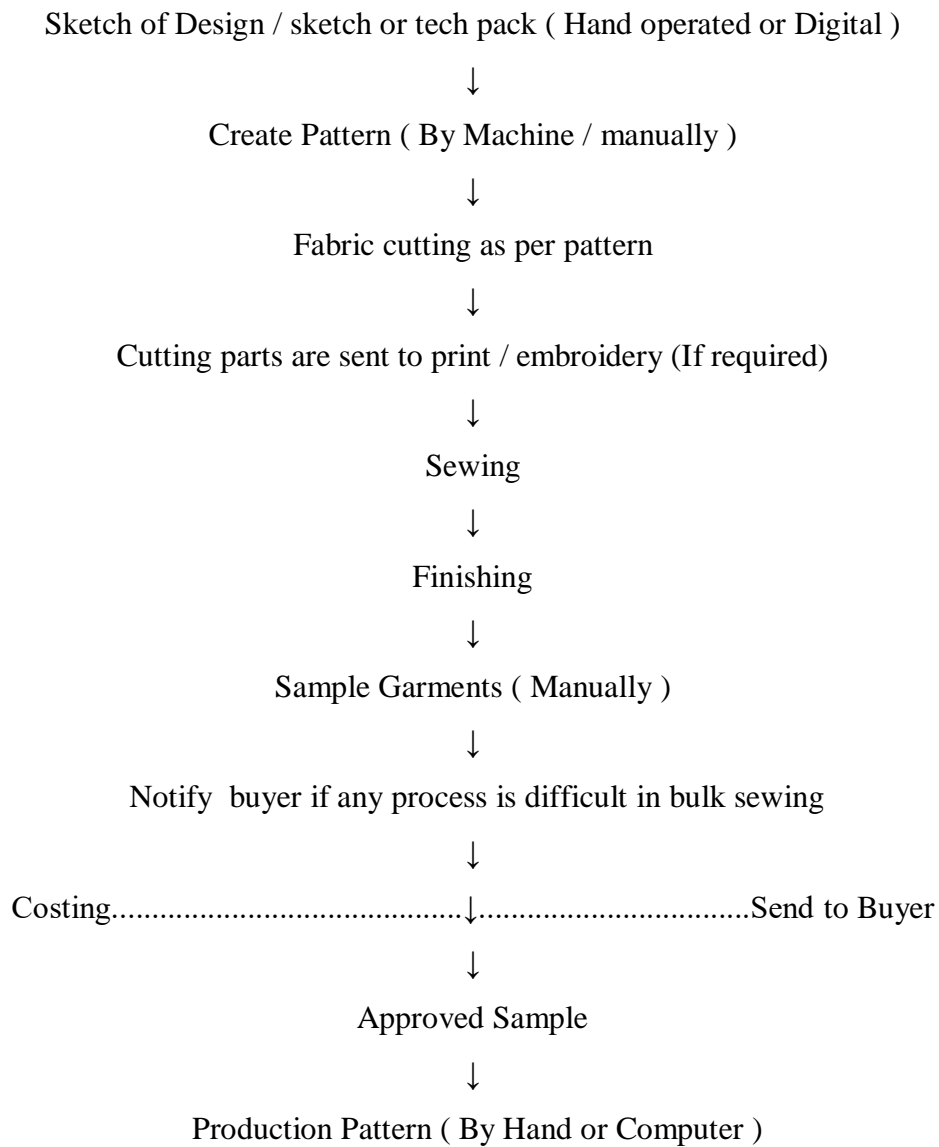 Sketch of Design / sketch or tech pack ( Hand operated or Digital )
↓
Create Pattern ( By Machine / manually )
↓
Fabric cutting as per pattern
↓
Cutting parts are sent to print / embroidery (If required)
↓
Sewing
↓
Finishing
↓
Sample Garments ( Manually )
↓
Notify  buyer if any process is difficult in bulk sewing
↓
Costing..........................................↓.................................Send to Buyer
↓
Approved Sample
↓
Production Pattern ( By Hand or Computer )